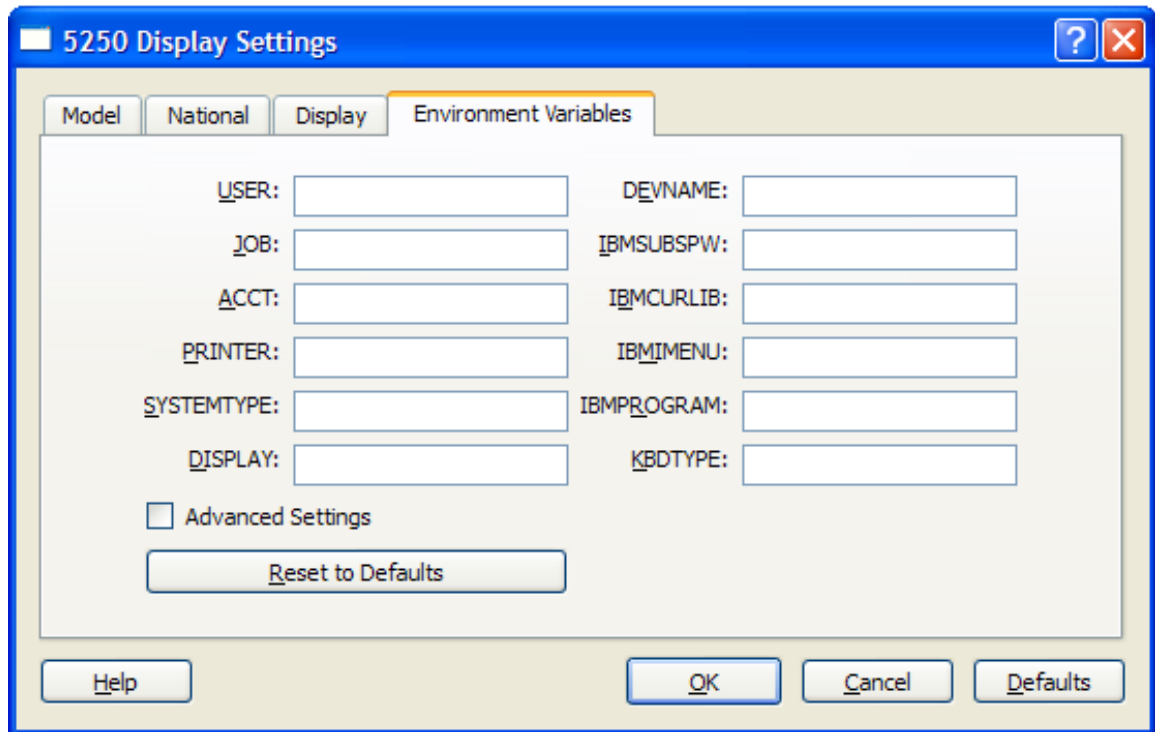 5250 Display Settings
Model National Display Environment Variables
USER: DEVNAME:
JOB: IBMSUBSPW:
ACCT: IBMCURLIB:
PRINTER: IBMIMENU:
SYSTEMTYPE: IBMPROGRAM:
DISPLAY: KBDTYPE:
Advanced Settings
Reset to Defaults
Help OK Cancel Defaults